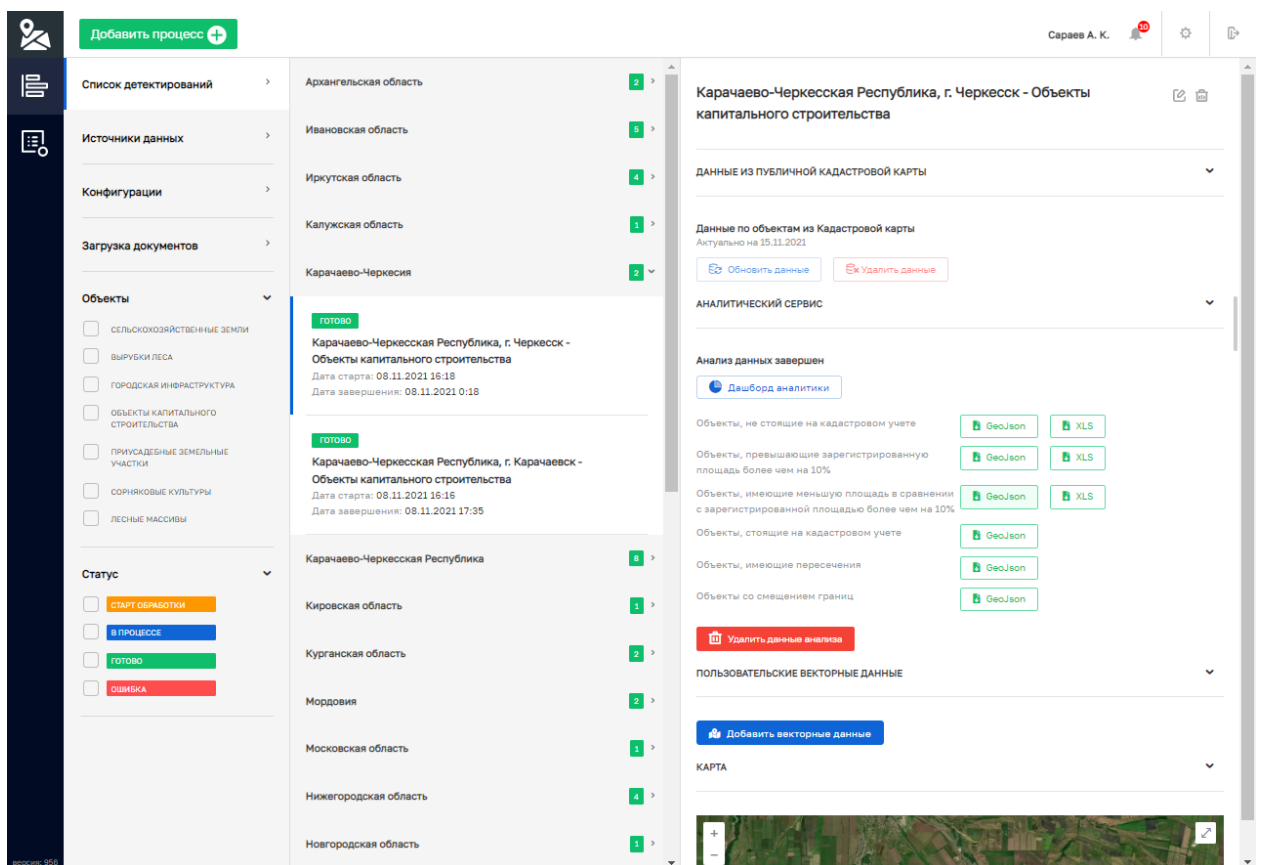 Добавить процесс
Сараев А. К.
10
Список детектирований
Источники данных
Конфигурации
Загрузка документов
Объекты
СЕЛЬСКОХОЗЯЙСТВЕННЫЕ ЗЕМЛИ
ВЫРУБКИ ЛЕСА
ГОРОДСКАЯ ИНФРАСТРУКТУРА
ОБЪЕКТЫ КАПИТАЛЬНОГО
СТРОИТЕЛЬСТВА
ПРИУСАДЕБНЫЕ ЗЕМЕЛЬНЫЕ
УЧАСТКИ
СОРНЯКОВЫЕ КУЛЬТУРЫ
ЛЕСНЫЕ МАССИВЫ
Статус
СТАРТ ОБРАБОТКИ
В ПРОЦЕССЕ
ГОТОВО
ОШИБКА
версия: 956
Архангельская область 2
Ивановская область 5
Иркутская область 4
Калужская область 1
Карачаево-Черкесия 2
ГОТОВО
Карачаево-Черкесская Республика, г. Черкесск -
Объекты капитального строительства
Дата старта: 08.11.2021 16:18
Дата завершения: 08.11.2021 0:18
ГОТОВО
Карачаево-Черкесская Республика, г. Карачаевск -
Объекты капитального строительства
Дата старта: 08.11.2021 16:16
Дата завершения: 08.11.2021 17:35
Карачаево-Черкесская Республика 8
Кировская область 1
Курганская область 2
Мордовия 2
Московская область 1
Нижегородская область 4
Новгородская область 1
Карачаево-Черкесская Республика, г. Черкесск - Объекты
капитального строительства
ДАННЫЕ ИЗ ПУБЛИЧНОЙ КАДАСТРОВОЙ КАРТЫ
Данные по объектам из Кадастровой карты
Актуально на 15.11.2021
Обновить данные Удалить данные
АНАЛИТИЧЕСКИЙ СЕРВИС
Анализ данных завершен
Дашборд аналитики
Объекты, не стоящие на кадастровом учете GeoJson XLS
Объекты, превышающие зарегистрированную
площадь более чем на 10% GeoJson XLS
Объекты, имеющие меньшую площадь в сравнении
с зарегистрированной площадью более чем на 10% GeoJson XLS
Объекты, стоящие на кадастровом учете GeoJson
Объекты, имеющие пересечения GeoJson
Объекты со смещением границ GeoJson
Удалить данные анализа
ПОЛЬЗОВАТЕЛЬСКИЕ ВЕКТОРНЫЕ ДАННЫЕ
Добавить векторные данные
КАРТА
+
−